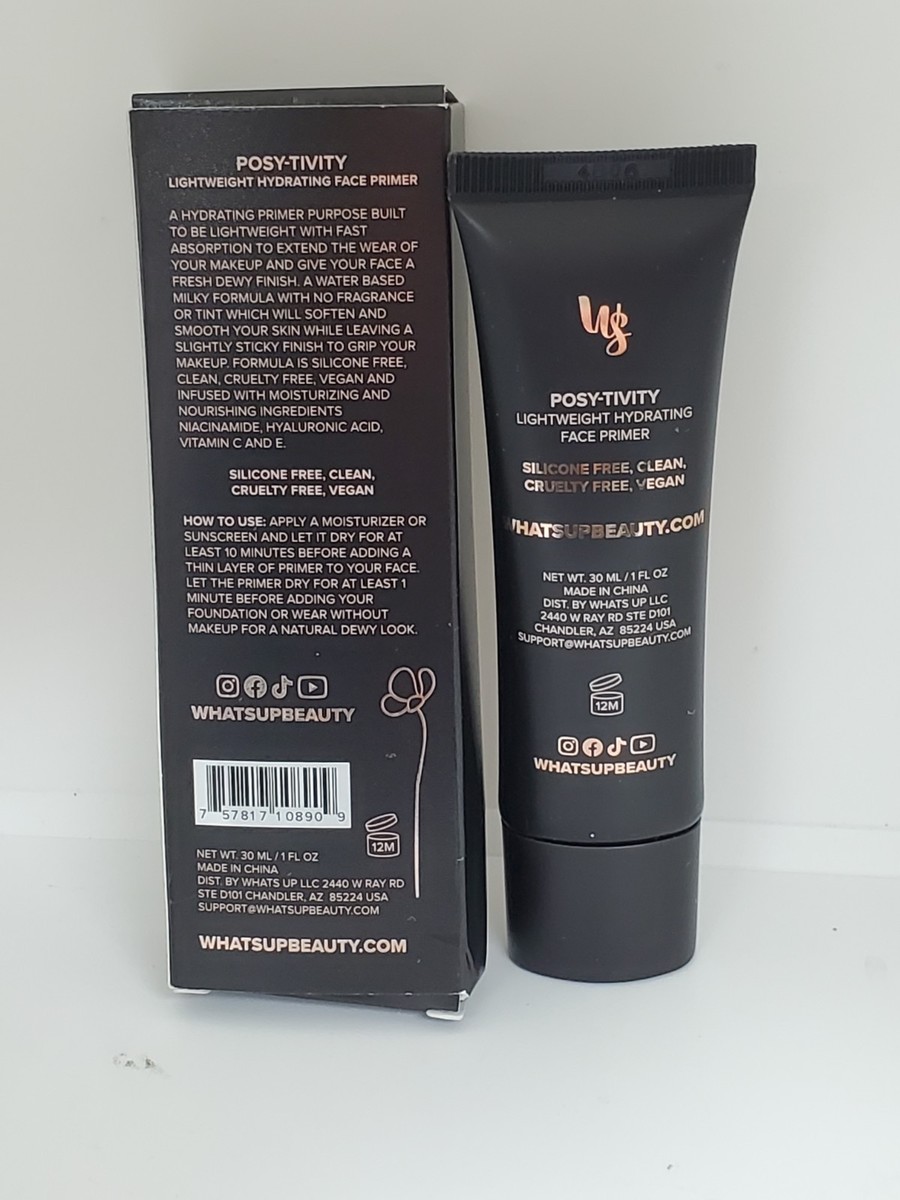 POSY-TIVITY
LIGHTWEIGHT HYDRATING FACE PRIMER
A HYDRATING PRIMER PURPOSE BUILT
TO BE LIGHTWEIGHT WITH FAST
ABSORPTION TO EXTEND THE WEAR OF
YOUR MAKEUP AND GIVE YOUR FACE A
FRESH DEWY FINISH. A WATER BASED
MILKY FORMULA WITH NO FRAGRANCE
OR TINT WHICH WILL SOFTEN AND
SMOOTH YOUR SKIN WHILE LEAVING A
SLIGHTLY STICKY FINISH TO GRIP YOUR
MAKEUP. FORMULA IS SILICONE FREE,
CLEAN, CRUELTY FREE, VEGAN AND
INFUSED WITH MOISTURIZING AND
NOURISHING INGREDIENTS
NIACINAMIDE, HYALURONIC ACID,
VITAMIN C AND E.
SILICONE FREE, CLEAN,
CRUELTY FREE, VEGAN
HOW TO USE: APPLY A MOISTURIZER OR
SUNSCREEN AND LET IT DRY FOR AT
LEAST 10 MINUTES BEFORE ADDING A
THIN LAYER OF PRIMER TO YOUR FACE.
LET THE PRIMER DRY FOR AT LEAST 1
MINUTE BEFORE ADDING YOUR
FOUNDATION OR WEAR WITHOUT
MAKEUP FOR A NATURAL DEWY LOOK.
WHATSUPBEAUTY
7 57817 10890 9
12M
NET WT. 30 ML / 1 FL OZ
MADE IN CHINA
DIST. BY WHATS UP LLC 2440 W RAY RD
STE D101 CHANDLER, AZ 85224 USA
SUPPORT@WHATSUPBEAUTY.COM
WHATSUPBEAUTY.COM
POSY-TIVITY
LIGHTWEIGHT HYDRATING
FACE PRIMER
SILICONE FREE, CLEAN,
CRUELTY FREE, VEGAN
WHATSUPBEAUTY.COM
NET WT. 30 ML / 1 FL OZ
MADE IN CHINA
DIST. BY WHATS UP LLC
2440 W RAY RD STE D101
CHANDLER, AZ 85224 USA
SUPPORT@WHATSUPBEAUTY.COM
12M
WHATSUPBEAUTY